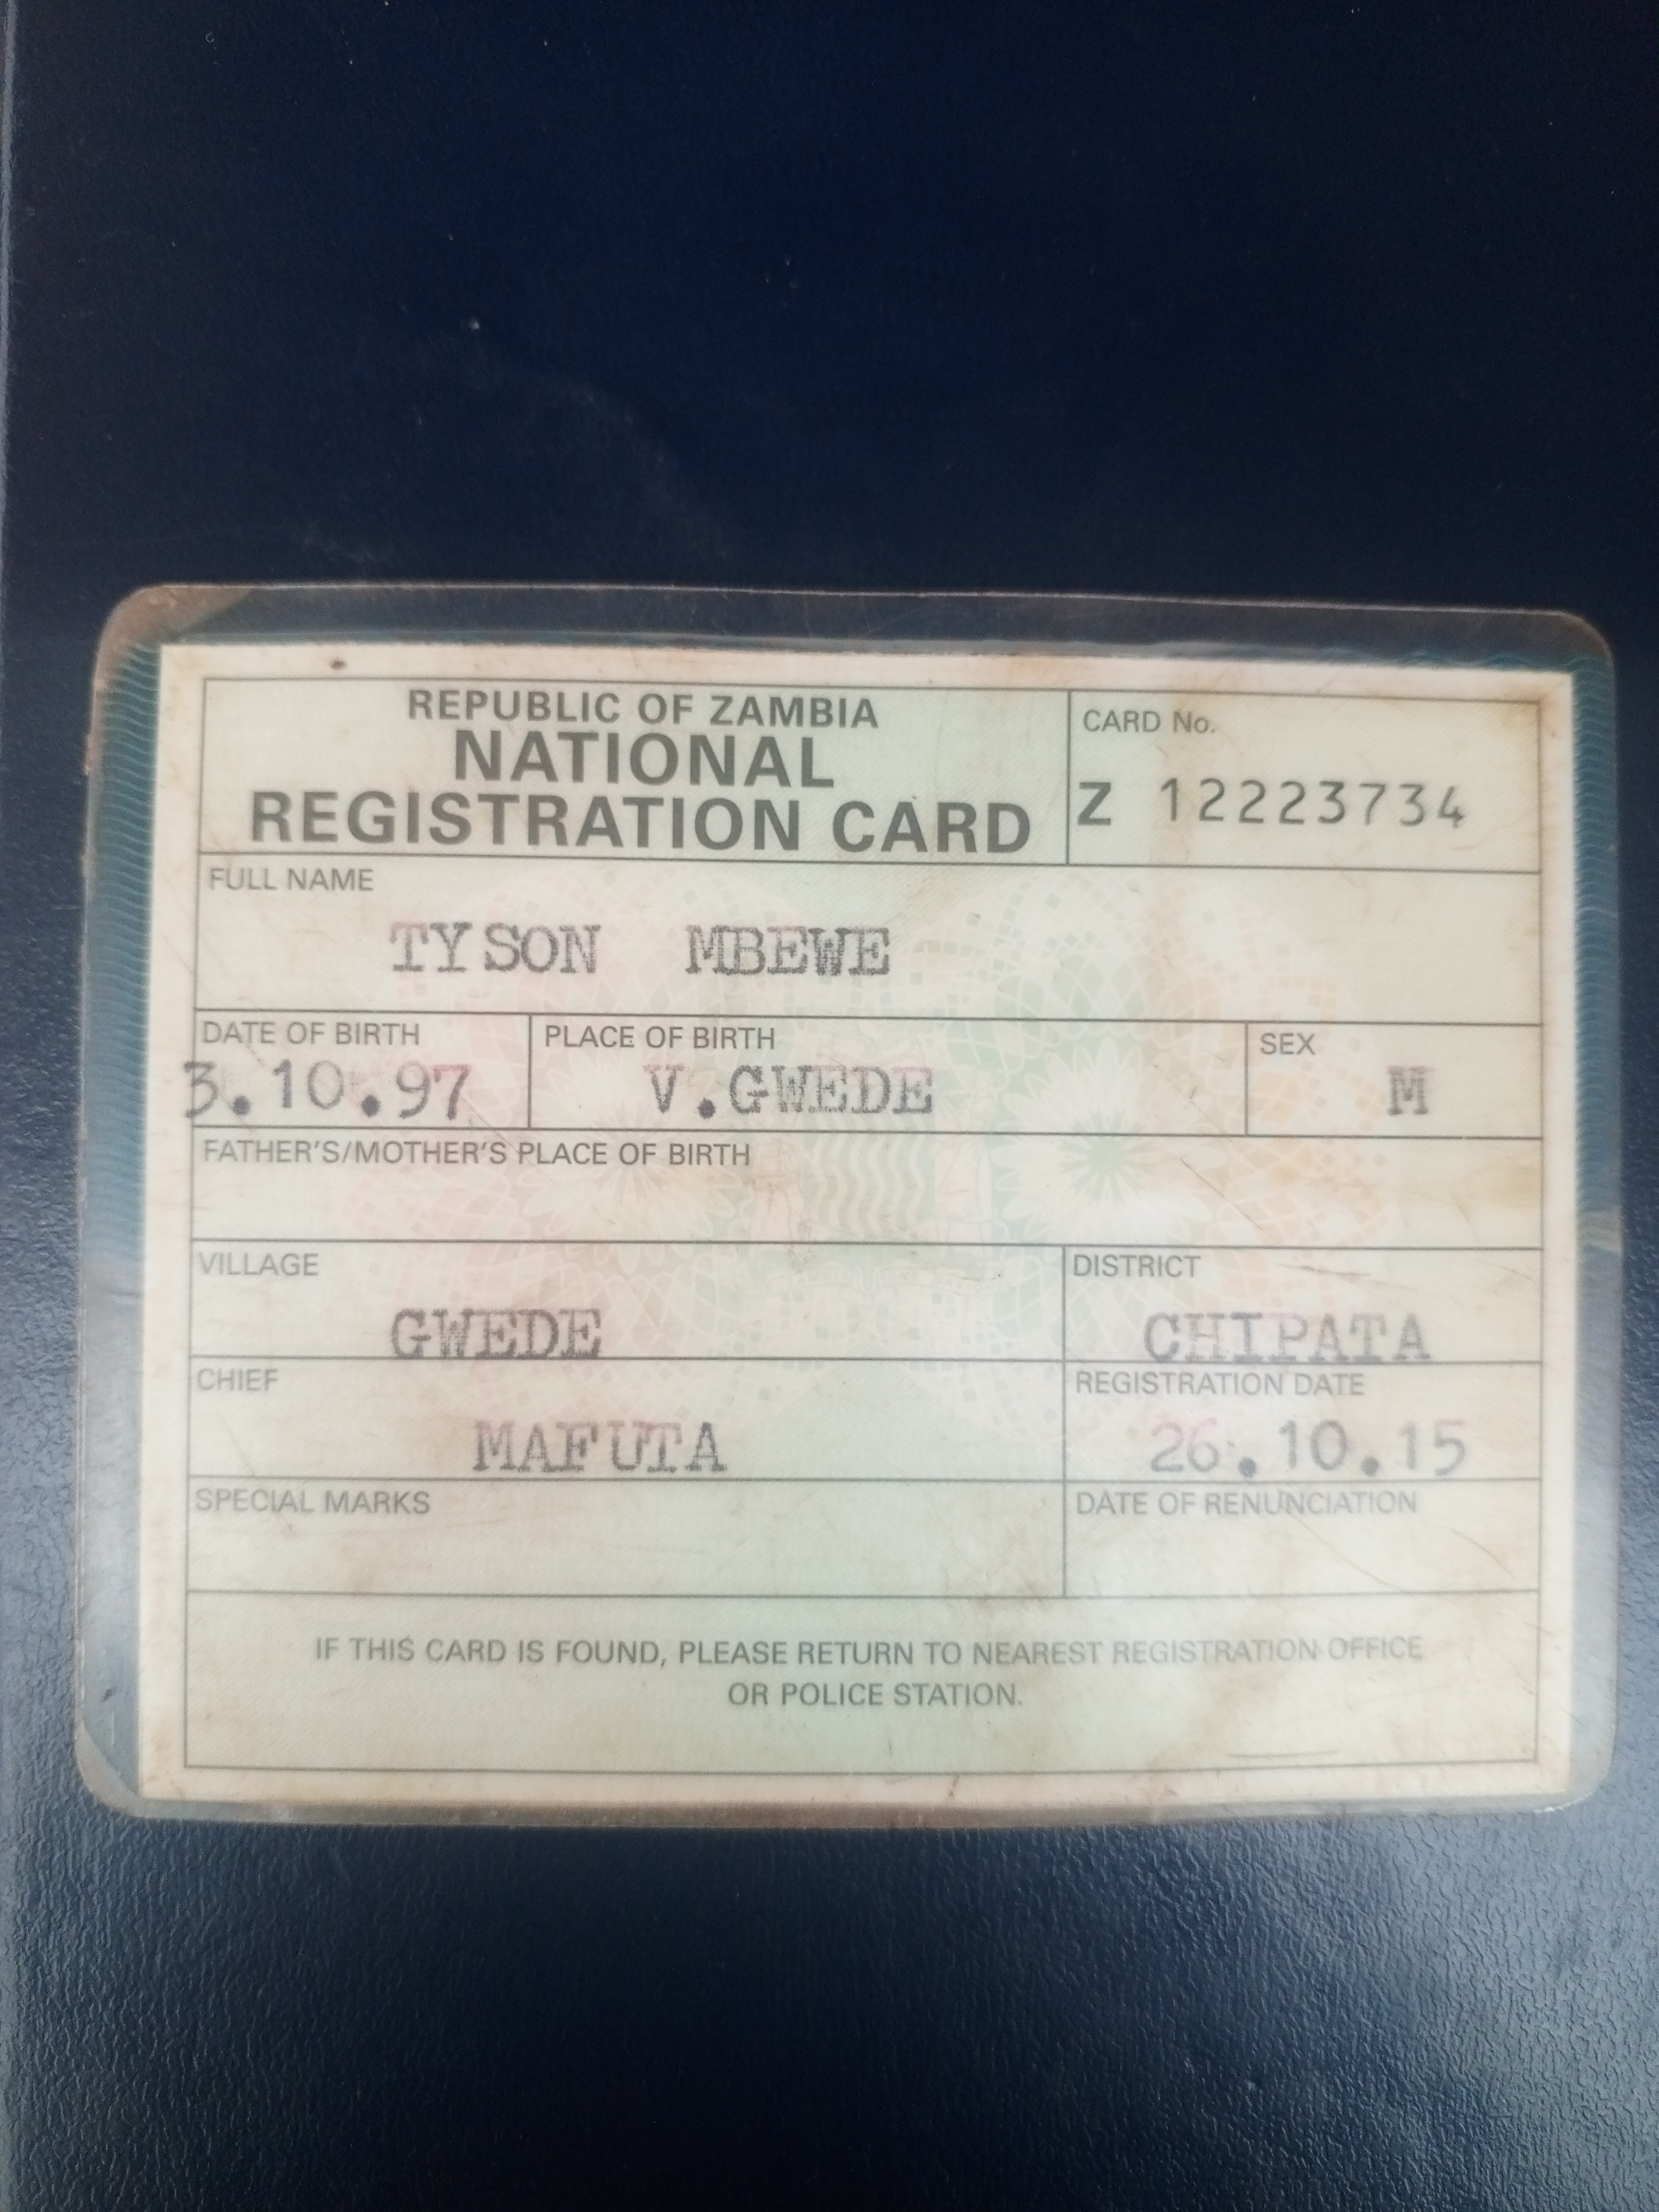 REPUBLIC OF ZAMBIA
NATIONAL
REGISTRATION CARD
CARD No.
Z 12223734
FULL NAME
TYSON MBEWE
DATE OF BIRTH
3.10.97
PLACE OF BIRTH
V.GWEDE
SEX
M
FATHER'S/MOTHER'S PLACE OF BIRTH
VILLAGE
GWEDE
DISTRICT
CHIPATA
CHIEF
MAFUTA
REGISTRATION DATE
26.10.15
SPECIAL MARKS
DATE OF RENUNCIATION
IF THIS CARD IS FOUND, PLEASE RETURN TO NEAREST REGISTRATION OFFICE
OR POLICE STATION.